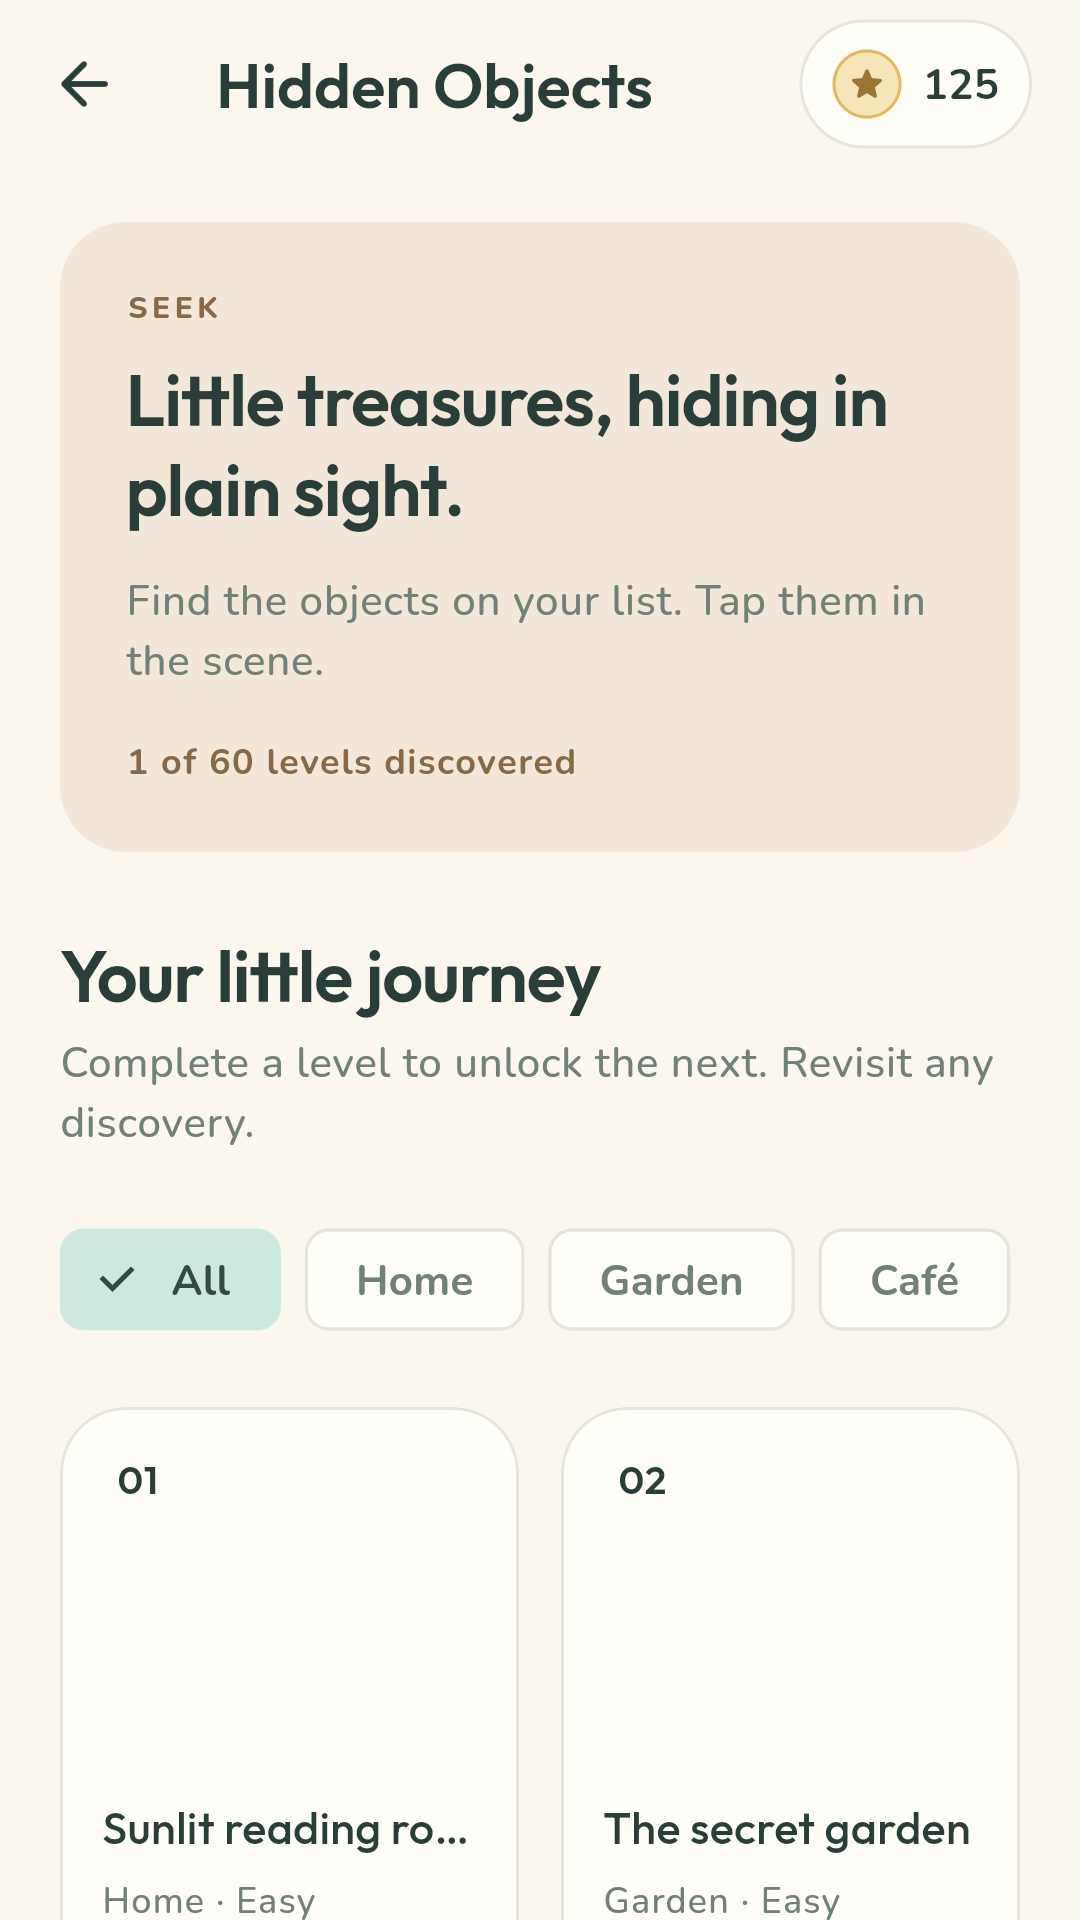 Hidden Objects
125
SEEK
Little treasures, hiding in
plain sight.
Find the objects on your list. Tap them in
the scene.
1 of 60 levels discovered
Your little journey
Complete a level to unlock the next. Revisit any
discovery.
All
Home
Garden
Café
01
02
Sunlit reading ro...
The secret garden
Home · Easy
Garden · Easy